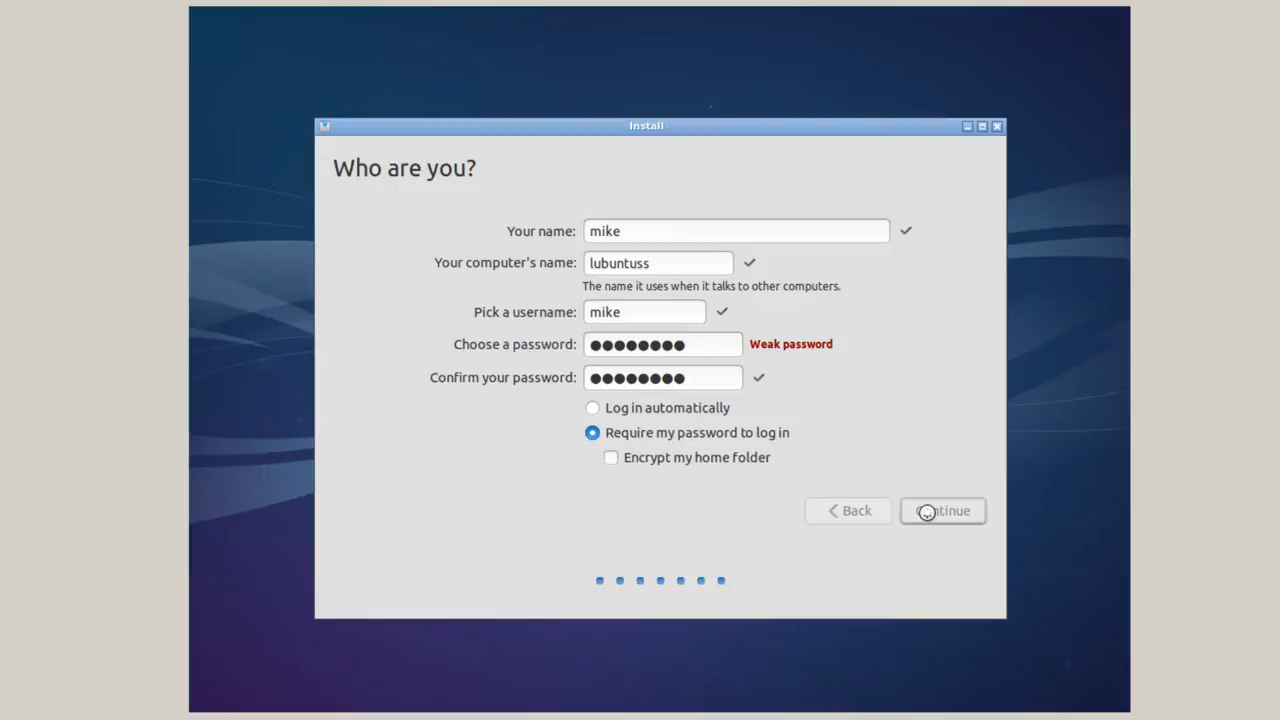 Install
Who are you?
Your name: mike
Your computer's name: lubuntuss
The name it uses when it talks to other computers.
Pick a username: mike
Choose a password: ●●●●●●●● Weak password
Confirm your password: ●●●●●●●●
Log in automatically
Require my password to log in
Encrypt my home folder
Back Continue